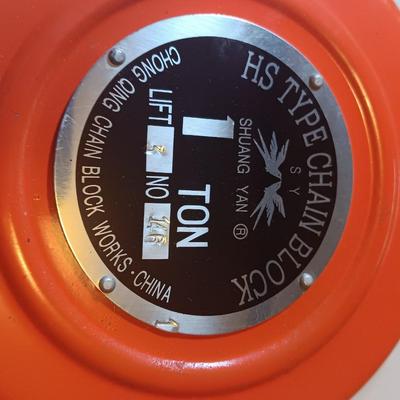 HS TYPE CHAIN BLOCK
S Y
SHUANG YAN ®
1 TON
LIFT NO
CHONG QING CHAIN BLOCK WORKS · CHINA